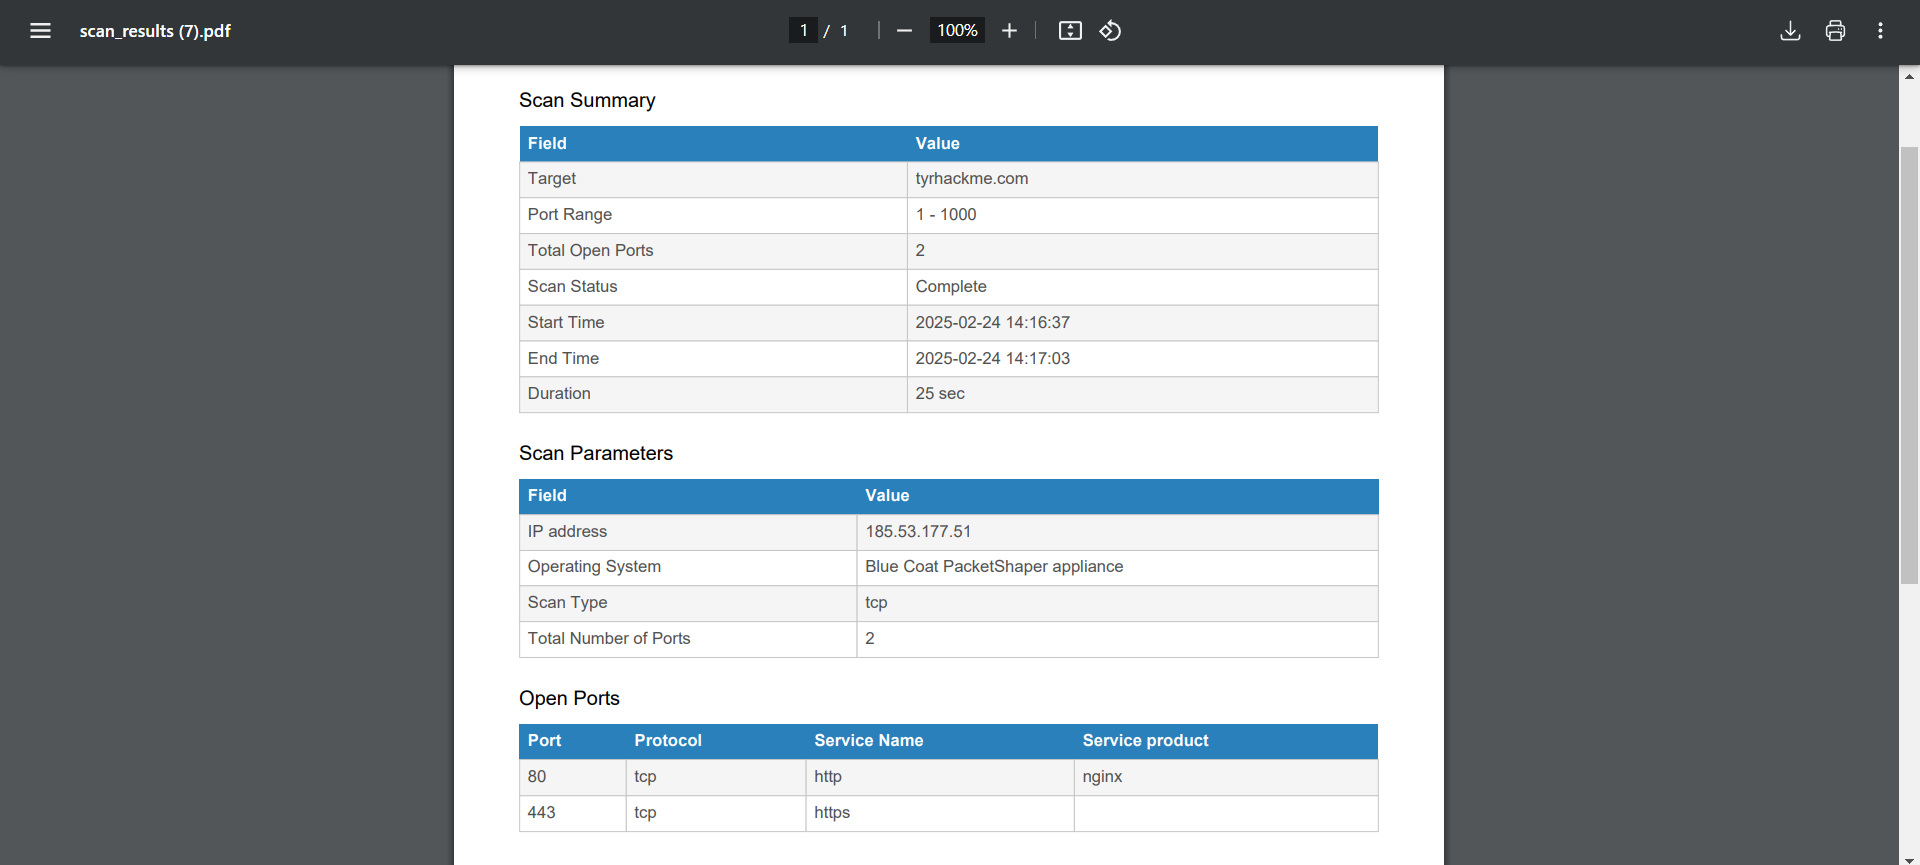 scan_results (7).pdf
1 / 1
100%
Scan Summary
Field Value
Target tyrhackme.com
Port Range 1 - 1000
Total Open Ports 2
Scan Status Complete
Start Time 2025-02-24 14:16:37
End Time 2025-02-24 14:17:03
Duration 25 sec
Scan Parameters
Field Value
IP address 185.53.177.51
Operating System Blue Coat PacketShaper appliance
Scan Type tcp
Total Number of Ports 2
Open Ports
Port Protocol Service Name Service product
80 tcp http nginx
443 tcp https